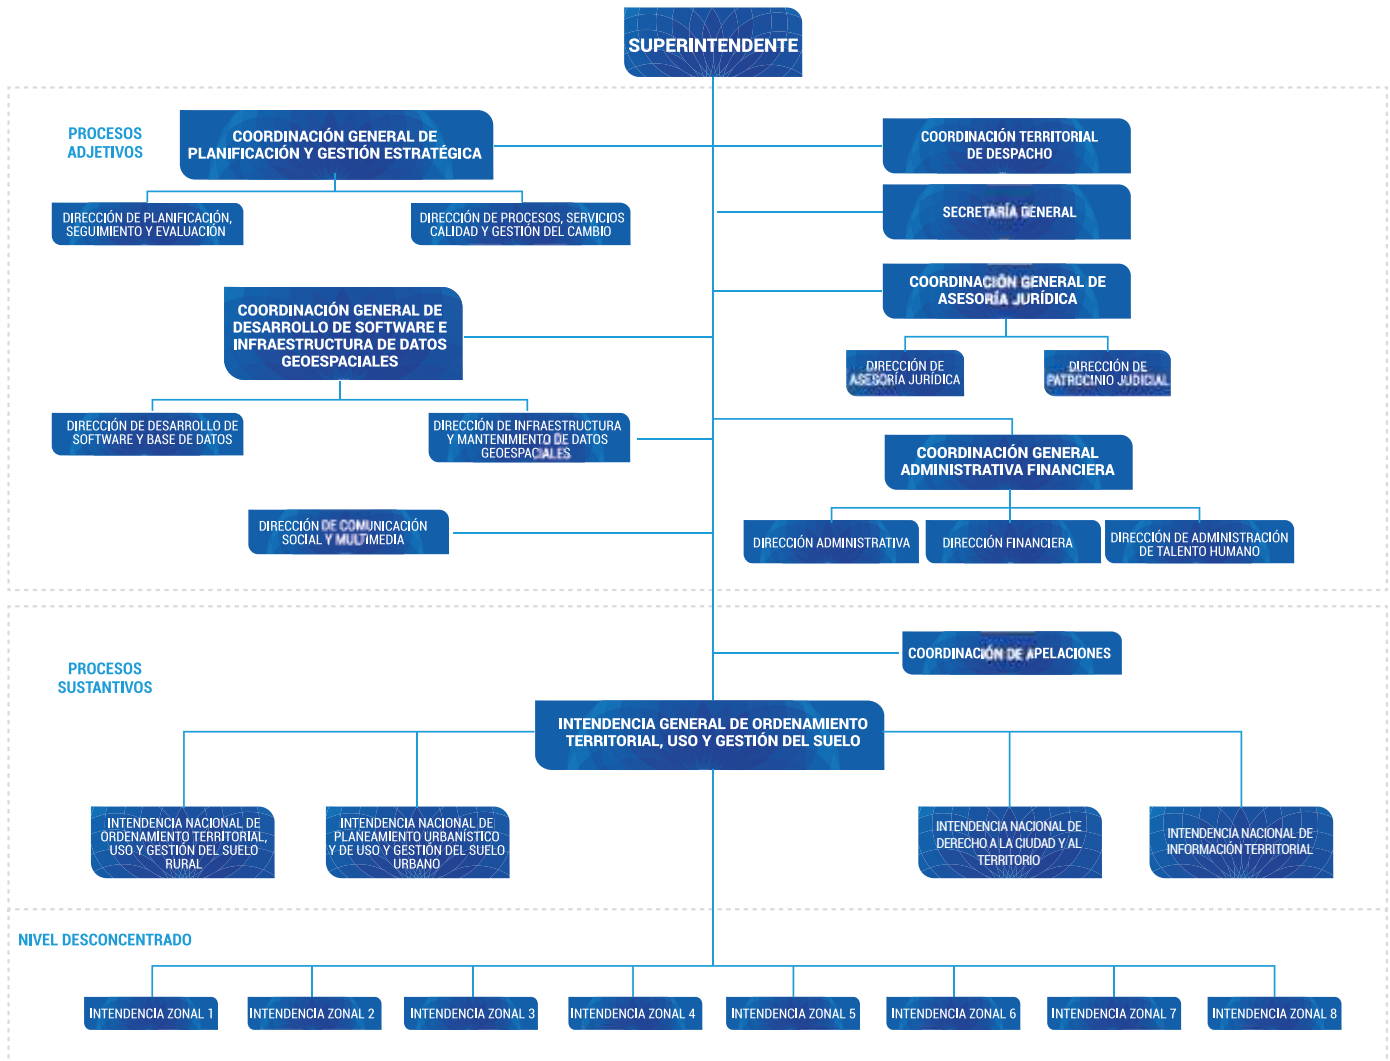 SUPERINTENDENTE
PROCESOS
ADJETIVOS
COORDINACIÓN GENERAL DE
PLANIFICACIÓN Y GESTIÓN ESTRATÉGICA
COORDINACIÓN TERRITORIAL
DE DESPACHO
DIRECCIÓN DE PLANIFICACIÓN,
SEGUIMIENTO Y EVALUACIÓN
DIRECCIÓN DE PROCESOS, SERVICIOS
CALIDAD Y GESTIÓN DEL CAMBIO
SECRETARÍA GENERAL
COORDINACIÓN GENERAL DE
ASESORÍA JURÍDICA
COORDINACIÓN GENERAL DE
DESARROLLO DE SOFTWARE E
INFRAESTRUCTURA DE DATOS
GEOESPACIALES
DIRECCIÓN DE
ASESORÍA JURÍDICA
DIRECCIÓN DE
PATROCINIO JUDICIAL
DIRECCIÓN DE DESARROLLO DE
SOFTWARE Y BASE DE DATOS
DIRECCIÓN DE INFRAESTRUCTURA
Y MANTENIMIENTO DE DATOS
GEOESPACIALES
COORDINACIÓN GENERAL
ADMINISTRATIVA FINANCIERA
DIRECCIÓN DE COMUNICACIÓN
SOCIAL Y MULTIMEDIA
DIRECCIÓN ADMINISTRATIVA
DIRECCIÓN FINANCIERA
DIRECCIÓN DE ADMINISTRACIÓN
DE TALENTO HUMANO
PROCESOS
SUSTANTIVOS
COORDINACIÓN DE APELACIONES
INTENDENCIA GENERAL DE ORDENAMIENTO
TERRITORIAL, USO Y GESTIÓN DEL SUELO
INTENDENCIA NACIONAL DE
ORDENAMIENTO TERRITORIAL,
USO Y GESTIÓN DEL SUELO
RURAL
INTENDENCIA NACIONAL DE
PLANEAMIENTO URBANÍSTICO
Y DE USO Y GESTIÓN DEL SUELO
URBANO
INTENDENCIA NACIONAL DE
DERECHO A LA CIUDAD Y AL
TERRITORIO
INTENDENCIA NACIONAL DE
INFORMACIÓN TERRITORIAL
NIVEL DESCONCENTRADO
INTENDENCIA ZONAL 1
INTENDENCIA ZONAL 2
INTENDENCIA ZONAL 3
INTENDENCIA ZONAL 4
INTENDENCIA ZONAL 5
INTENDENCIA ZONAL 6
INTENDENCIA ZONAL 7
INTENDENCIA ZONAL 8